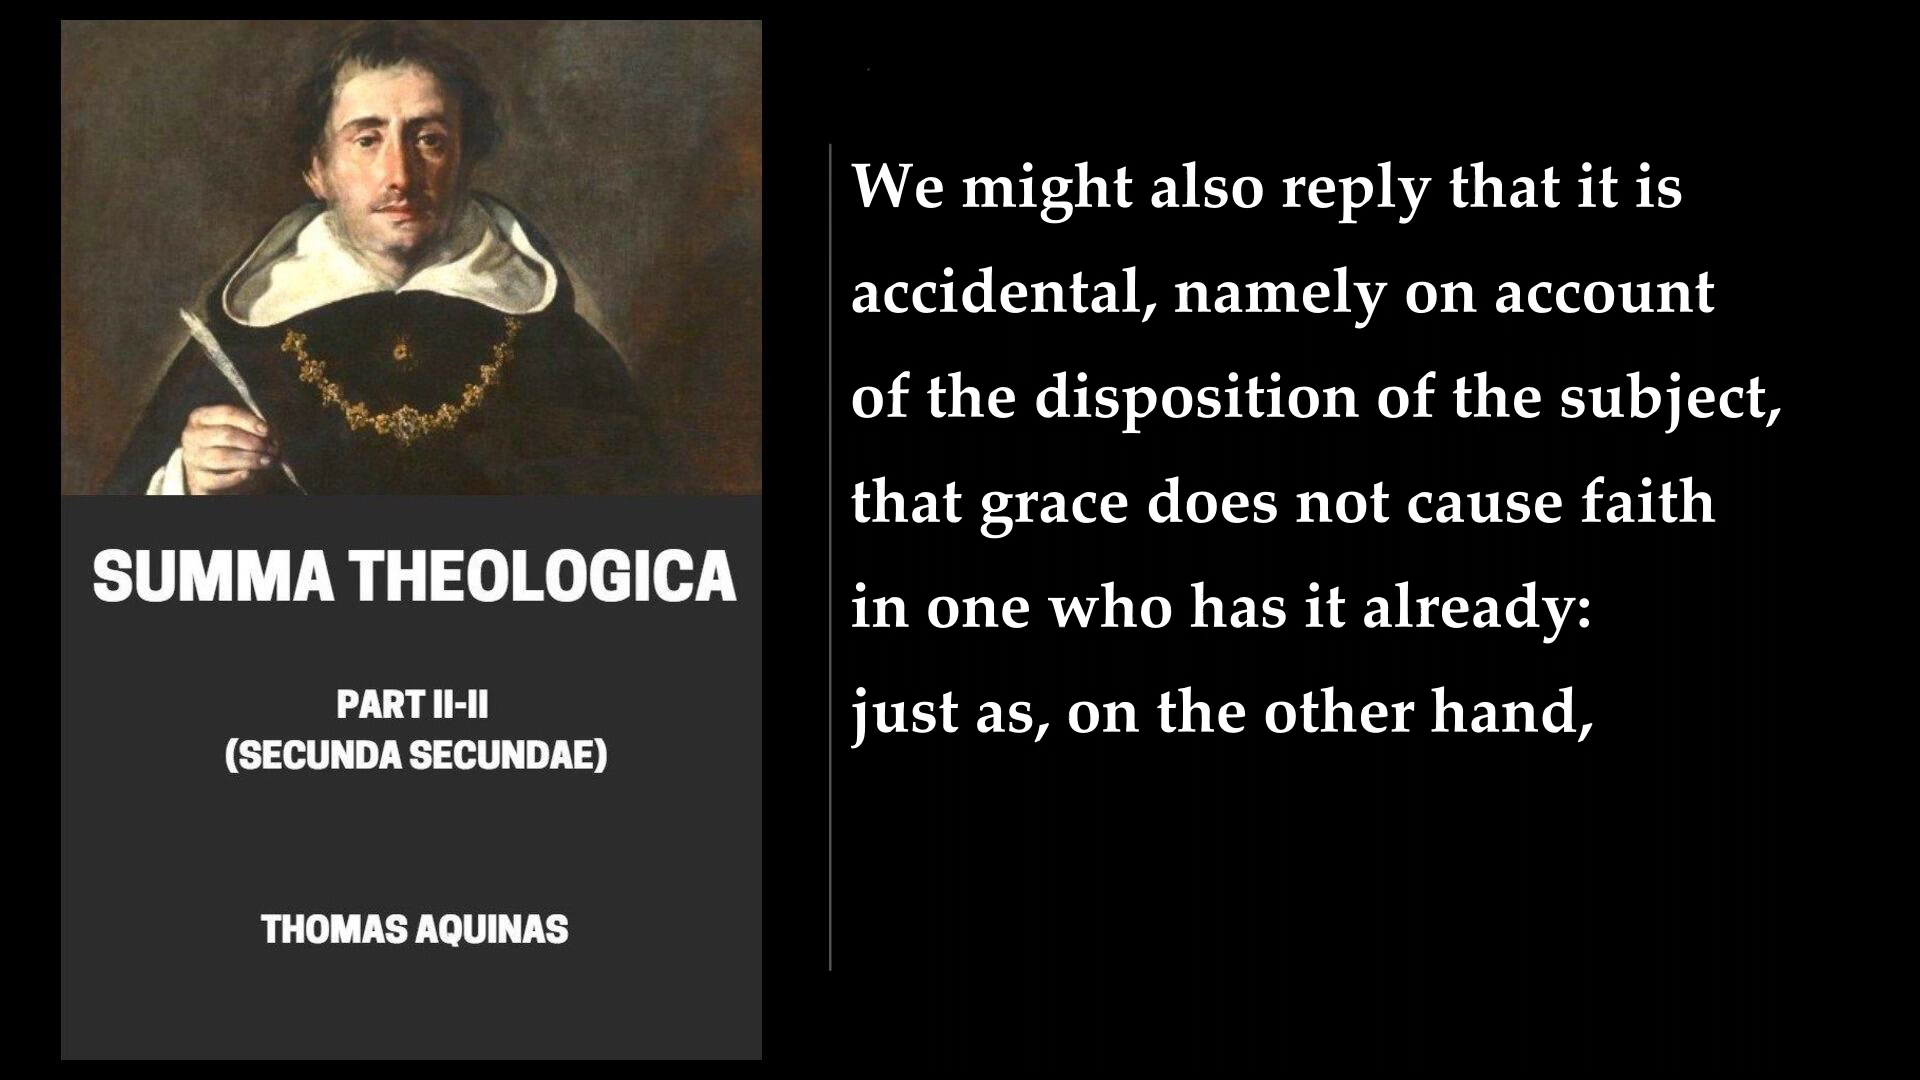 SUMMA THEOLOGICA
PART II-II
(SECUNDA SECUNDAE)
THOMAS AQUINAS
We might also reply that it is
accidental, namely on account
of the disposition of the subject,
that grace does not cause faith
in one who has it already:
just as, on the other hand,